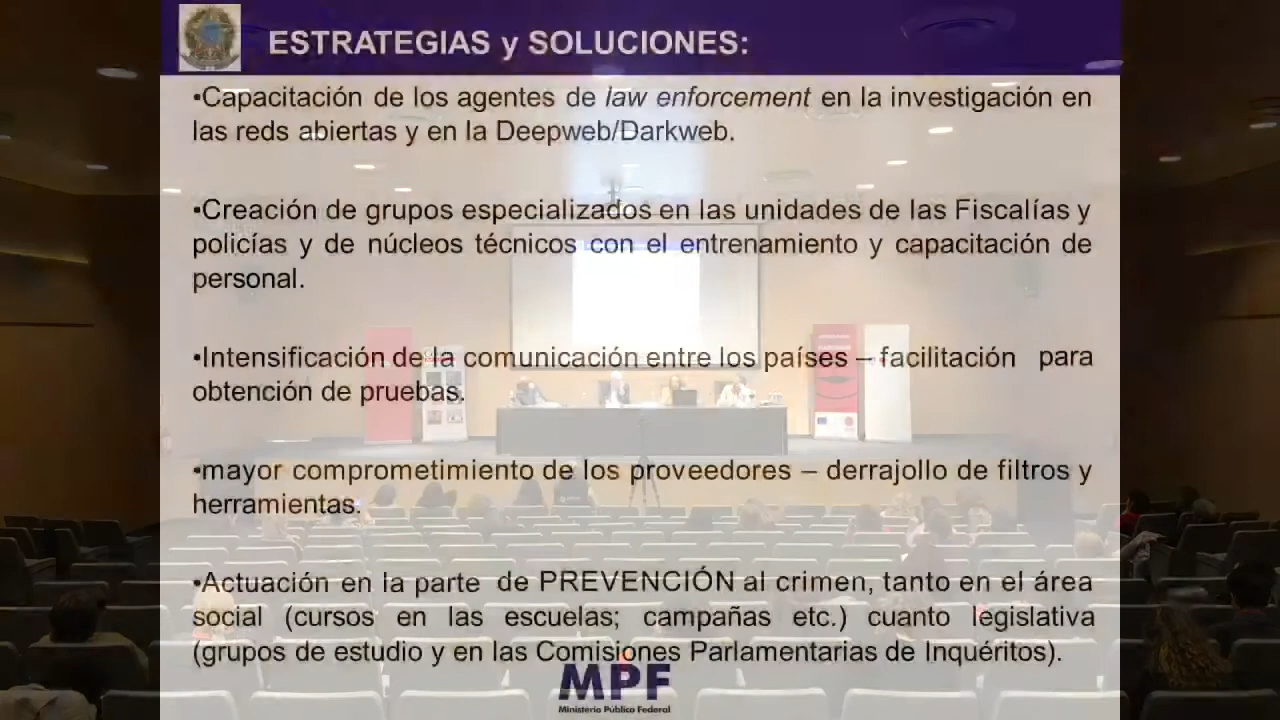 ESTRATEGIAS y SOLUCIONES:
▪Capacitación de los agentes de law enforcement en la investigación en
las reds abiertas y en la Deepweb/Darkweb.
▪Creación de grupos especializados en las unidades de las Fiscalías y
policías y de núcleos técnicos con el entrenamiento y capacitación de
personal.
▪Intensificación de la comunicación entre los países – facilitación para
obtención de pruebas.
▪mayor comprometimiento de los proveedores – derrajollo de filtros y
herramientas.
▪Actuación en la parte de PREVENCIÓN al crimen, tanto en el área
social (cursos en las escuelas; campañas etc.) cuanto legislativa
(grupos de estudio y en las Comisiones Parlamentarias de Inquéritos).
MPF
Ministério Público Federal